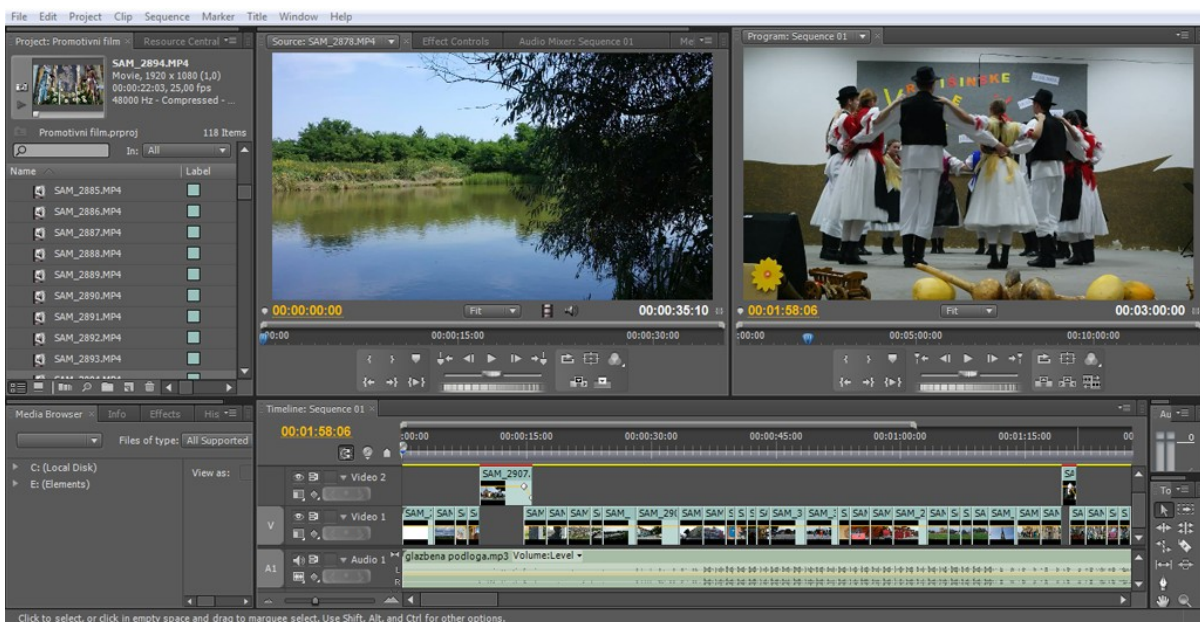 File Edit Project Clip Sequence Marker Title Window Help
Project: Promotivni film × Resource Central
SAM_2894.MP4
Movie, 1920 x 1080 (1,0)
00:00:22:03, 25,00 fps
48000 Hz - Compressed - ...
Promotivni film.prproj 118 Items
In: All
Name Label
SAM_2885.MP4
SAM_2886.MP4
SAM_2887.MP4
SAM_2888.MP4
SAM_2889.MP4
SAM_2890.MP4
SAM_2891.MP4
SAM_2892.MP4
SAM_2893.MP4
Source: SAM_2878.MP4 × Effect Controls Audio Mixer: Sequence 01
00:00:00:00 Fit 00:00:35:10
00:00 00:00:15:00 00:00:30:00
Program: Sequence 01 ×
00:01:58:06 Fit 00:03:00:00
:00:00 00:05:00:00 00:10:00:00
Media Browser × Info Effects His
Files of type: All Supported
C: (Local Disk) View as:
E: (Elements)
Timeline: Sequence 01 ×
00:01:58:06
:00:00 00:00:15:00 00:00:30:00 00:00:45:00 00:01:00:00 00:01:15:00 00
Video 2 SAM_2907. SA
V Video 1
A1 Audio 1 glazbena podloga.mp3 Volume:Level
L
R
Au
0
To
Click to select, or click in empty space and drag to marquee select. Use Shift, Alt, and Ctrl for other options.